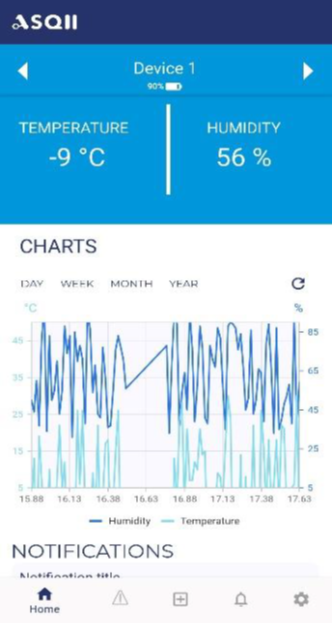 ASQII
Device 1
90%
TEMPERATURE
-9 °C
HUMIDITY
56 %
CHARTS
DAY WEEK MONTH YEAR
°C %
45 85
35 65
25 45
15 25
5 5
15.88 16.13 16.38 16.63 16.88 17.13 17.38 17.63
Humidity Temperature
NOTIFICATIONS
Notification title
Home